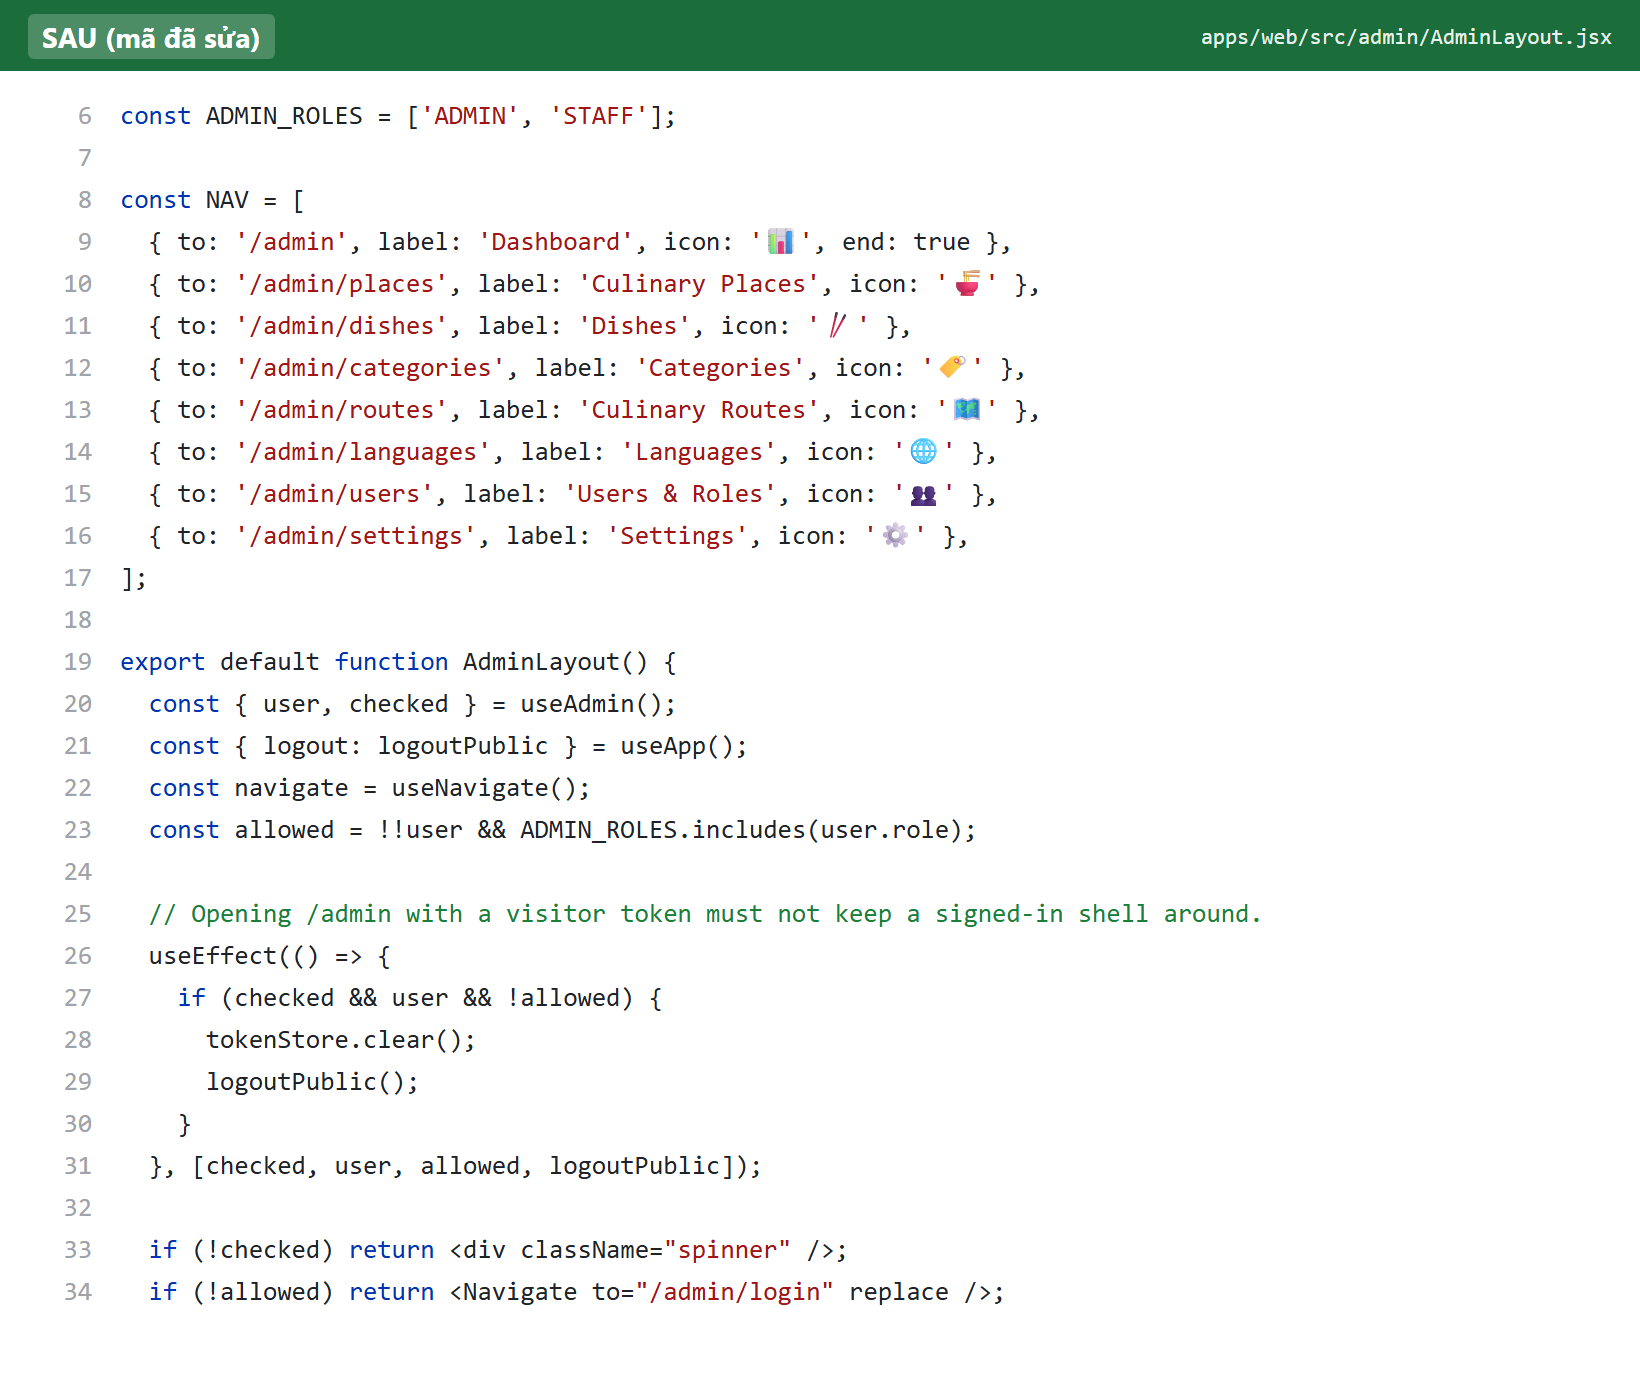 SAU (mã đã sửa)
apps/web/src/admin/AdminLayout.jsx
6 const ADMIN_ROLES = ['ADMIN', 'STAFF'];
7
8 const NAV = [
9   { to: '/admin', label: 'Dashboard', icon: '📊', end: true },
10   { to: '/admin/places', label: 'Culinary Places', icon: '🍜' },
11   { to: '/admin/dishes', label: 'Dishes', icon: '🥢' },
12   { to: '/admin/categories', label: 'Categories', icon: '🏷️' },
13   { to: '/admin/routes', label: 'Culinary Routes', icon: '🗺️' },
14   { to: '/admin/languages', label: 'Languages', icon: '🌐' },
15   { to: '/admin/users', label: 'Users & Roles', icon: '👥' },
16   { to: '/admin/settings', label: 'Settings', icon: '⚙️' },
17 ];
18
19 export default function AdminLayout() {
20   const { user, checked } = useAdmin();
21   const { logout: logoutPublic } = useApp();
22   const navigate = useNavigate();
23   const allowed = !!user && ADMIN_ROLES.includes(user.role);
24
25   // Opening /admin with a visitor token must not keep a signed-in shell around.
26   useEffect(() => {
27     if (checked && user && !allowed) {
28       tokenStore.clear();
29       logoutPublic();
30     }
31   }, [checked, user, allowed, logoutPublic]);
32
33   if (!checked) return <div className="spinner" />;
34   if (!allowed) return <Navigate to="/admin/login" replace />;